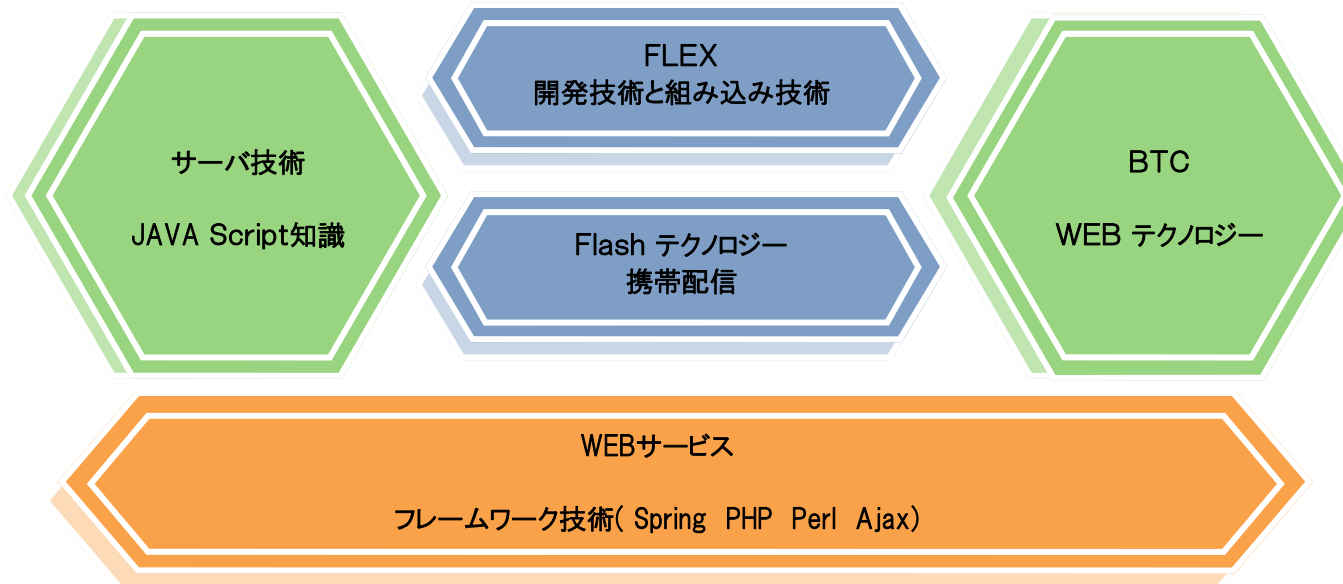 サーバ技術
JAVA Script知識
FLEX
開発技術と組み込み技術
Flash テクノロジー
携帯配信
BTC
WEB テクノロジー
WEBサービス
フレームワーク技術( Spring PHP Perl Ajax)